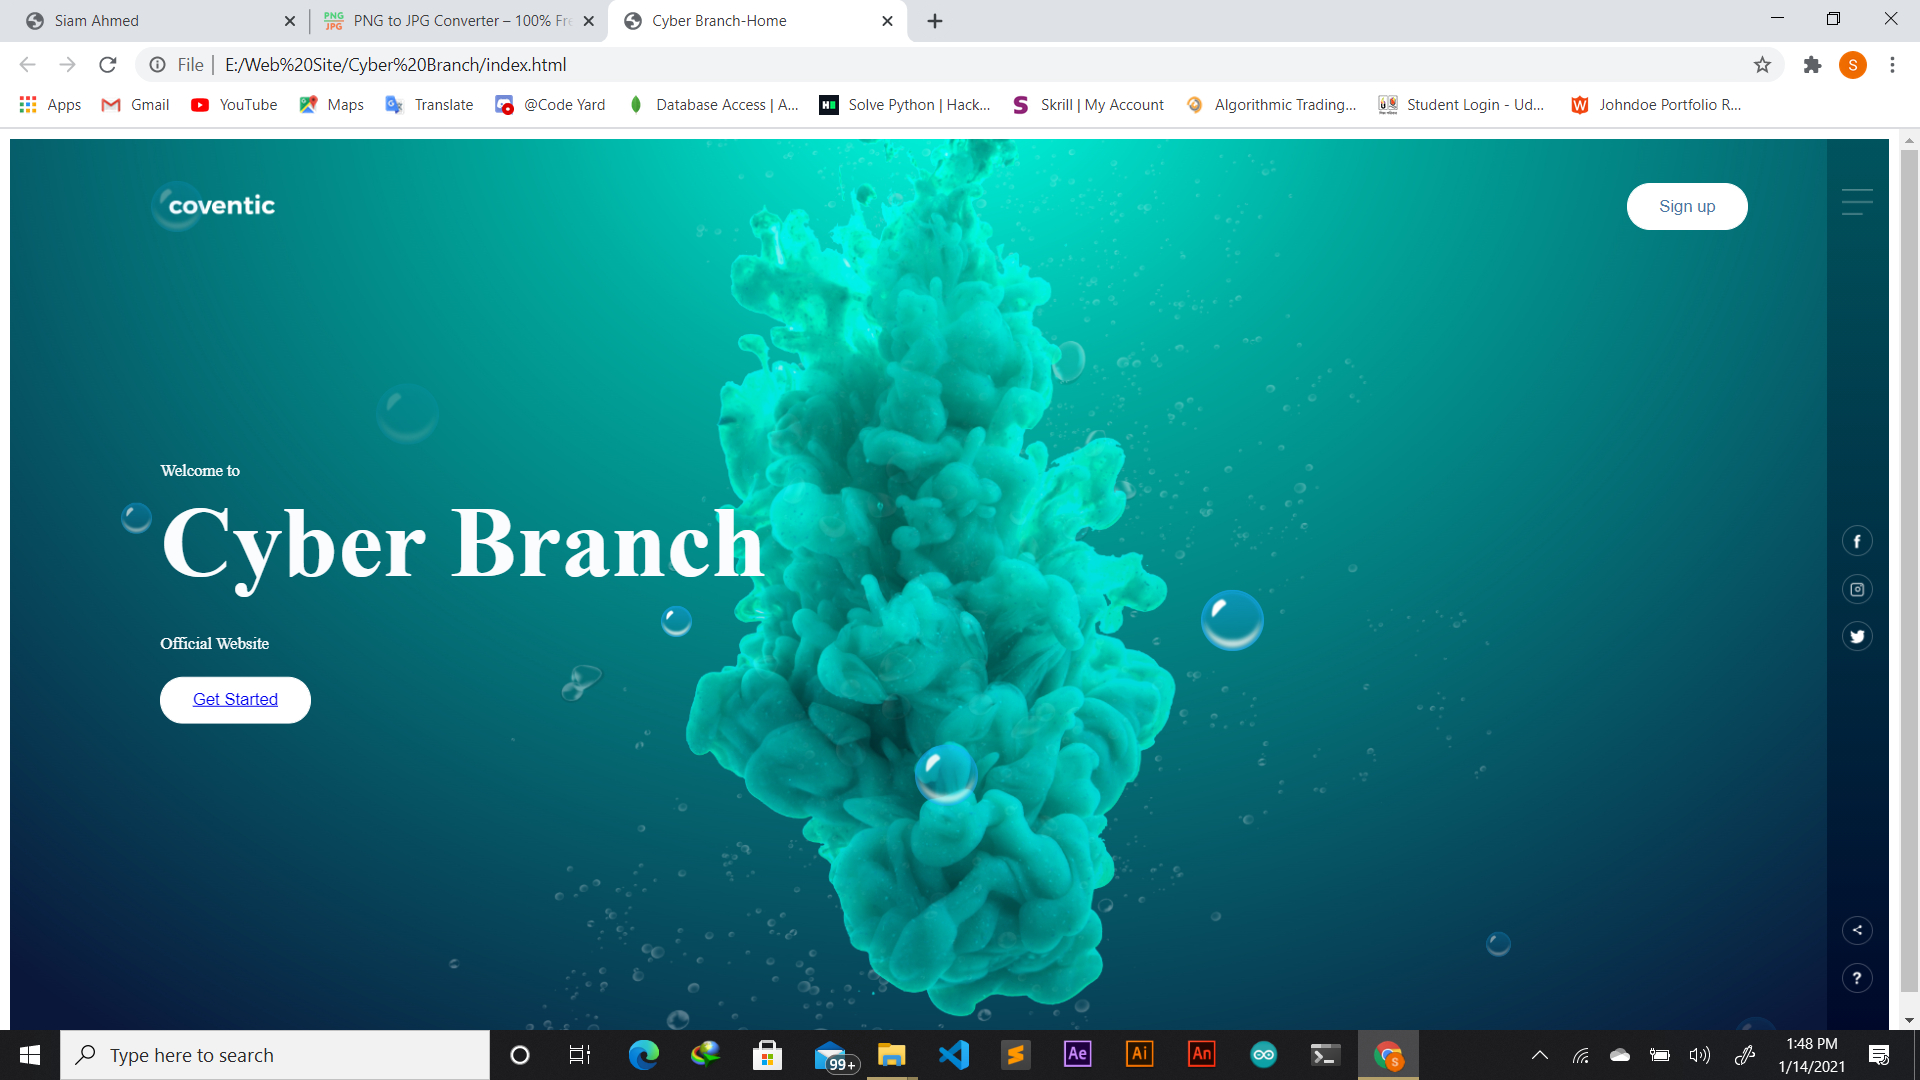 Siam Ahmed
PNG to JPG Converter – 100% Fre
Cyber Branch-Home
File | E:/Web%20Site/Cyber%20Branch/index.html
S
Apps
Gmail
YouTube
Maps
Translate
@Code Yard
Database Access | A...
Solve Python | Hack...
Skrill | My Account
Algorithmic Trading...
Student Login - Ud...
Johndoe Portfolio R...
coventic
Sign up
Welcome to
Cyber Branch
Official Website
Get Started
?
Type here to search
99+
Ae
Ai
An
S
1:48 PM
1/14/2021